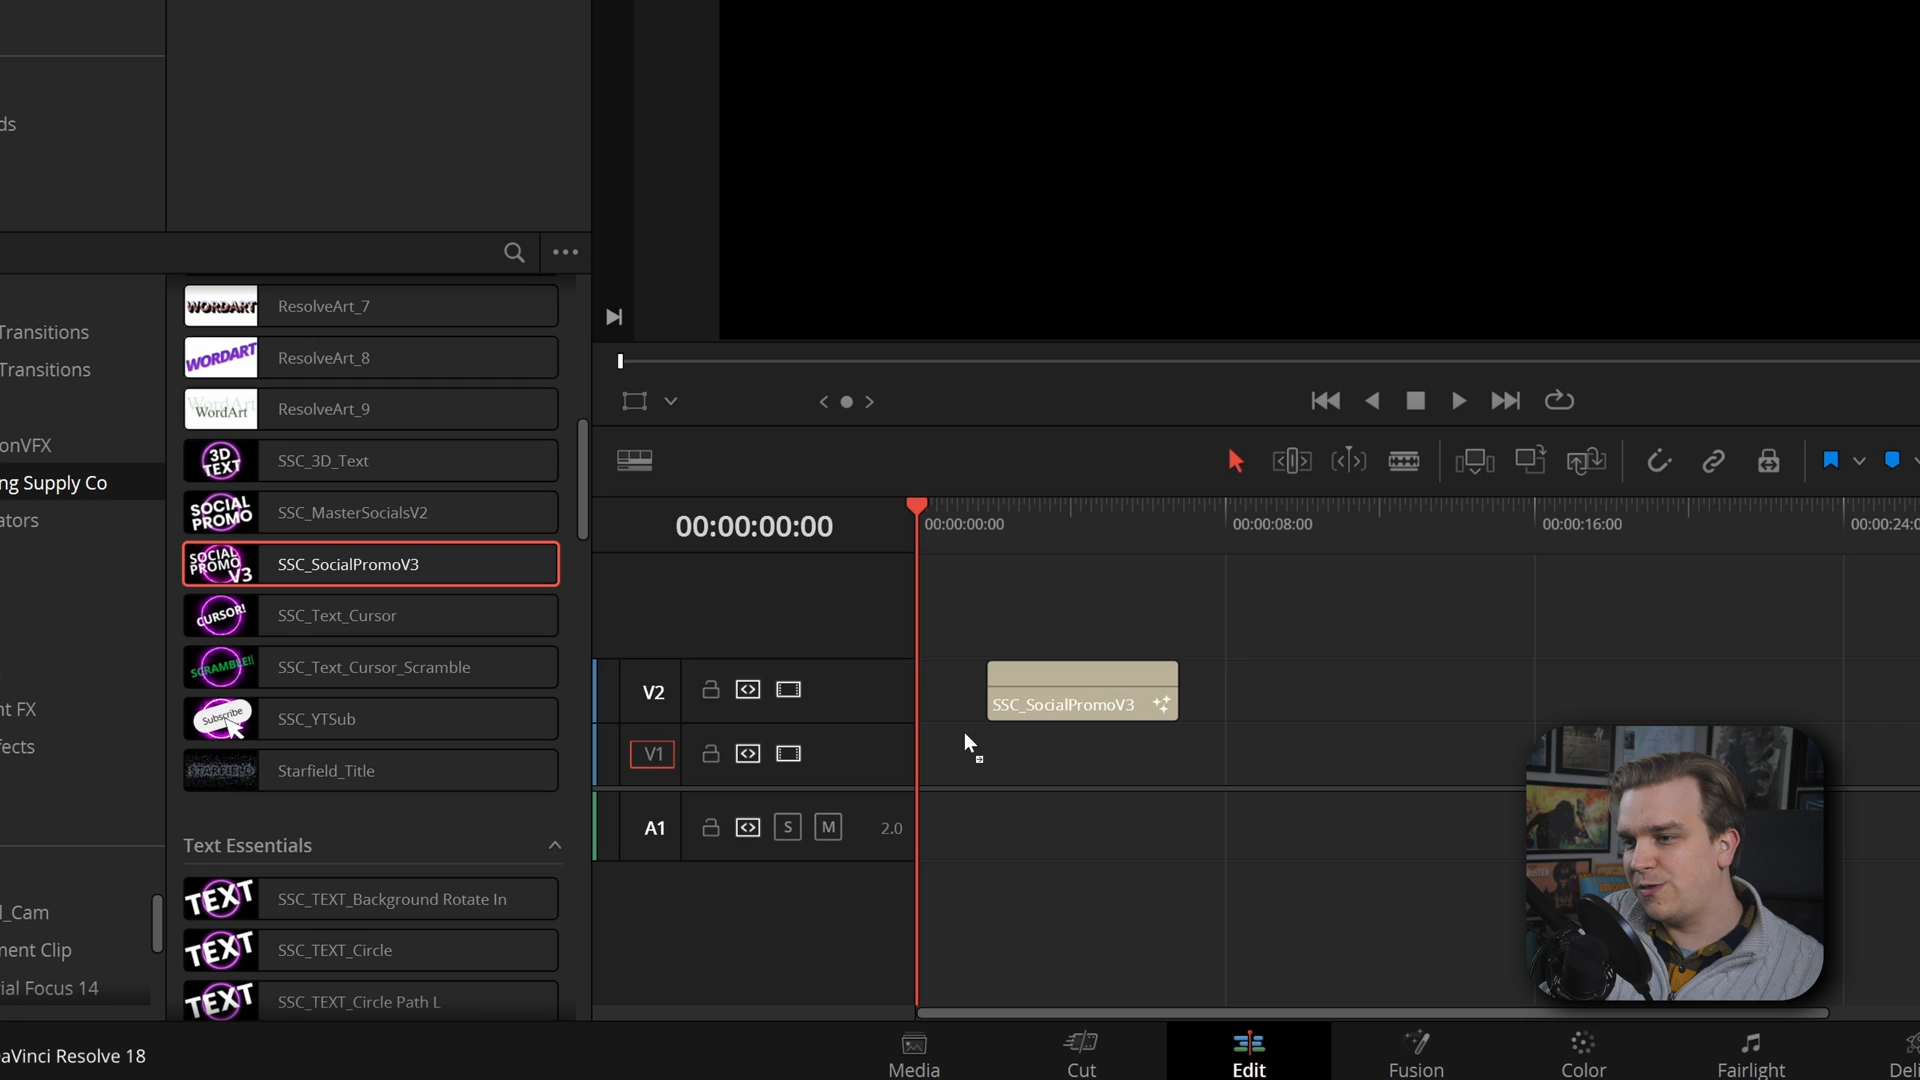 ds
Transitions
Transitions
onVFX
ng Supply Co
ators
nt FX
fects
l_Cam
ment Clip
ial Focus 14
aVinci Resolve 18
WORDART
ResolveArt_7
WORDART
ResolveArt_8
WordArt
WordArt
ResolveArt_9
3D
TEXT
SSC_3D_Text
SOCIAL
PROMO
SSC_MasterSocialsV2
SOCIAL
PROMO
V3
SSC_SocialPromoV3
CURSOR!
SSC_Text_Cursor
SCRAMBLE!!
SSC_Text_Cursor_Scramble
Subscribe
SSC_YTSub
STARFIELD
Starfield_Title
Text Essentials
TEXT
SSC_TEXT_Background Rotate In
TEXT
SSC_TEXT_Circle
TEXT
SSC_TEXT_Circle Path L
00:00:00:00
00:00:00:00
00:00:08:00
00:00:16:00
00:00:24:0
V2
SSC_SocialPromoV3
V1
A1
S
M
2.0
Media
Cut
Edit
Fusion
Color
Fairlight
Deli